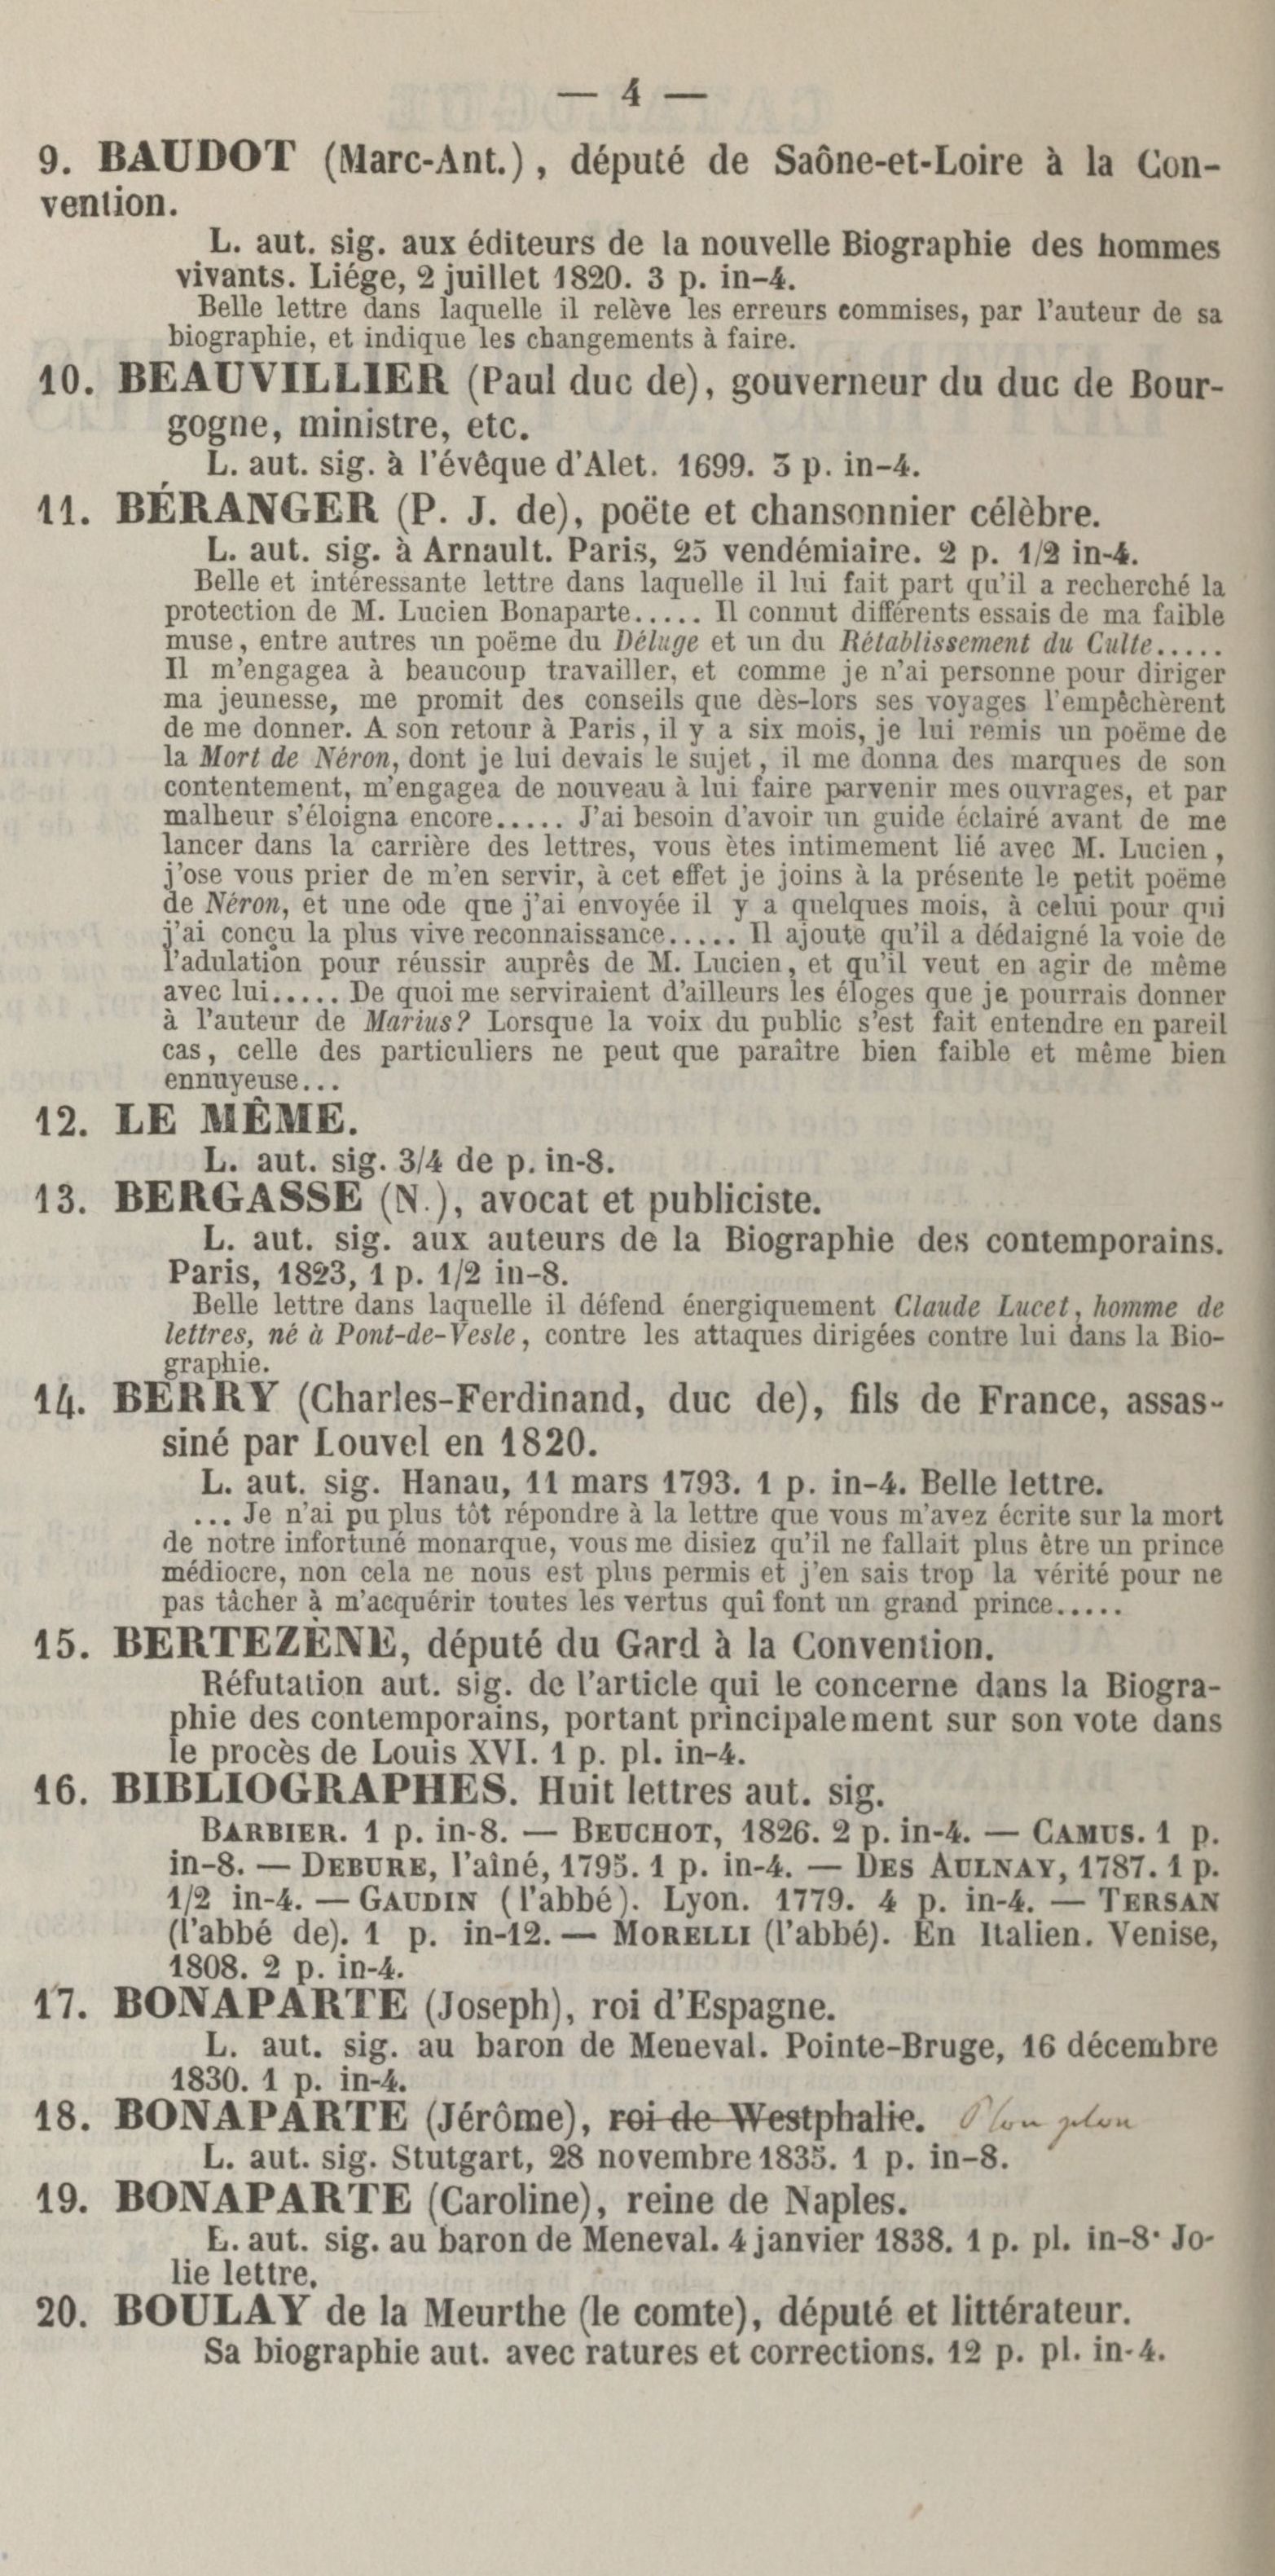 — 4 —
9. BAUDOT (Marc-Ant.), député de Saône-et-Loire à la Con-
vention.
L. aut. sig. aux éditeurs de la nouvelle Biographie des hommes
vivants. Liége, 2 juillet 1820. 3 p. in-4.
Belle lettre dans laquelle il relève les erreurs commises, par l'auteur de sa
biographie, et indique les changements à faire.
10. BEAUVILLIER (Paul duc de), gouverneur du duc de Bour-
gogne, ministre, etc.
L. aut. sig. à l'évêque d'Alet. 1699. 3 p. in-4.
11. BÉRANGER (P. J. de), poëte et chansonnier célèbre.
L. aut. sig. à Arnault. Paris, 25 vendémiaire. 2 p. 1/2 in-4.
Belle et intéressante lettre dans laquelle il lui fait part qu'il a recherché la
protection de M. Lucien Bonaparte..... Il connut différents essais de ma faible
muse, entre autres un poëme du Déluge et un du Rétablissement du Culte.....
Il m'engagea à beaucoup travailler, et comme je n'ai personne pour diriger
ma jeunesse, me promit des conseils que dès-lors ses voyages l'empêchèrent
de me donner. A son retour à Paris, il y a six mois, je lui remis un poëme de
la Mort de Néron, dont je lui devais le sujet, il me donna des marques de son
contentement, m'engagea de nouveau à lui faire parvenir mes ouvrages, et par
malheur s'éloigna encore..... J'ai besoin d'avoir un guide éclairé avant de me
lancer dans la carrière des lettres, vous ètes intimement lié avec M. Lucien,
j'ose vous prier de m'en servir, à cet effet je joins à la présente le petit poëme
de Néron, et une ode que j'ai envoyée il y a quelques mois, à celui pour qui
j'ai conçu la plus vive reconnaissance..... Il ajoute qu'il a dédaigné la voie de
l'adulation pour réussir auprès de M. Lucien, et qu'il veut en agir de même
avec lui..... De quoi me serviraient d'ailleurs les éloges que je pourrais donner
à l'auteur de Marius? Lorsque la voix du public s'est fait entendre en pareil
cas, celle des particuliers ne peut que paraître bien faible et même bien
ennuyeuse...
12. LE MÊME.
L. aut. sig. 3/4 de p. in-8.
13. BERGASSE (N.), avocat et publiciste.
L. aut. sig. aux auteurs de la Biographie des contemporains.
Paris, 1823, 1 p. 1/2 in-8.
Belle lettre dans laquelle il défend énergiquement Claude Lucet, homme de
lettres, né à Pont-de-Vesle, contre les attaques dirigées contre lui dans la Bio-
graphie.
14. BERRY (Charles-Ferdinand, duc de), fils de France, assas-
siné par Louvel en 1820.
L. aut. sig. Hanau, 11 mars 1793. 1 p. in-4. Belle lettre.
... Je n'ai pu plus tôt répondre à la lettre que vous m'avez écrite sur la mort
de notre infortuné monarque, vous me disiez qu'il ne fallait plus être un prince
médiocre, non cela ne nous est plus permis et j'en sais trop la vérité pour ne
pas tâcher à m'acquérir toutes les vertus qui font un grand prince.....
15. BERTEZÈNE, député du Gard à la Convention.
Réfutation aut. sig. de l'article qui le concerne dans la Biogra-
phie des contemporains, portant principalement sur son vote dans
le procès de Louis XVI. 1 p. pl. in-4.
16. BIBLIOGRAPHES. Huit lettres aut. sig.
BARBIER. 1 p. in-8. — BEUCHOT, 1826. 2 p. in-4. — CAMUS. 1 p.
in-8. — DEBURE, l'aîné, 1795. 1 p. in-4. — DES AULNAY, 1787. 1 p.
1/2 in-4. — GAUDIN (l'abbé). Lyon. 1779. 4 p. in-4. — TERSAN
(l'abbé de). 1 p. in-12. — MORELLI (l'abbé). En Italien. Venise,
1808. 2 p. in-4.
17. BONAPARTE (Joseph), roi d'Espagne.
L. aut. sig. au baron de Meneval. Pointe-Bruge, 16 décembre
1830. 1 p. in-4.
18. BONAPARTE (Jérôme), roi de Westphalie. Plon plon
L. aut. sig. Stutgart, 28 novembre 1835. 1 p. in-8.
19. BONAPARTE (Caroline), reine de Naples.
L. aut. sig. au baron de Meneval. 4 janvier 1838. 1 p. pl. in-8. Jo-
lie lettre.
20. BOULAY de la Meurthe (le comte), député et littérateur.
Sa biographie aut. avec ratures et corrections. 12 p. pl. in-4.